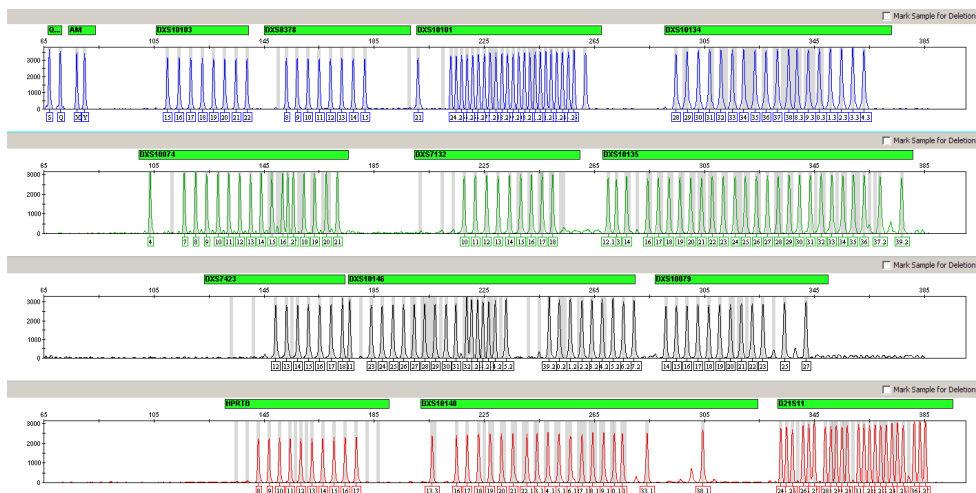 Mark Sample for Deletion
Q... AM DXS10103 DXS8378 DXS10101 DXS10134
65 105 145 185 225 265 305 345 385
3000
2000
1000
0
S Q Y 15 16 17 18 19 20 21 22 8 9 10 11 12 13 14 15 21 24.2 28 29 30 31 32 33 34 35 36 37 38
Mark Sample for Deletion
DXS10074 DXS7132 DXS10135
65 105 145 185 225 265 305 345 385
3000
2000
1000
0
4 7 8 9 10 11 12 13 14 15 16 18 19 20 21 10 11 12 13 14 15 16 17 18 12.1 3 14 16 17 18 19 20 21 22 23 24 25 26 27 28 29 30 31 32 33 34 35 36 37.2 39.2
Mark Sample for Deletion
DXS7423 DXS10146 DXS10079
65 105 145 185 225 265 305 345 385
3000
2000
1000
0
12 13 14 15 16 17 18 23 24 25 26 27 28 29 30 31 32 39.2 14 15 16 17 18 19 20 21 22 23 25 27
Mark Sample for Deletion
HPRTB DXS10148 D21S11
65 105 145 185 225 265 305 345 385
3000
2000
1000
0
8 9 10 11 12 13 14 15 16 17 13.3 16 17 18 19 20 21 22.1 33.1 38.1 24 26